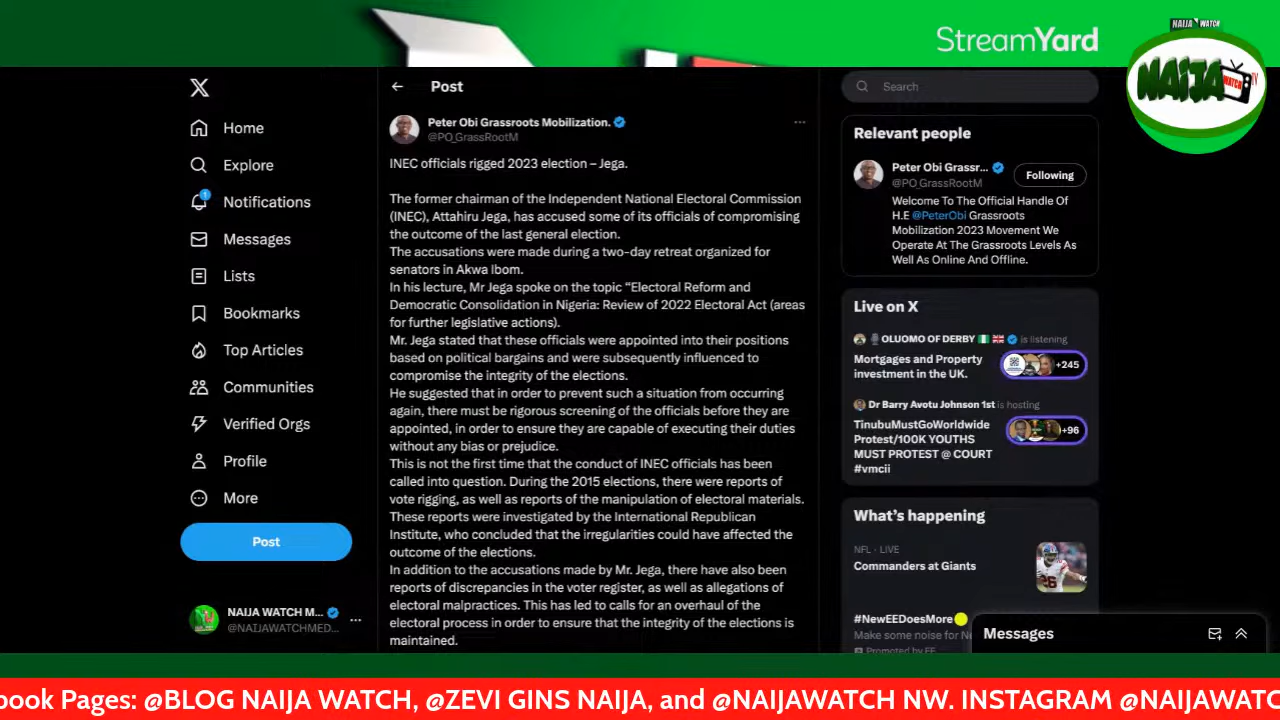 StreamYard
NAIJA WATCH
NAIJA
WATCH
TV
Post
Search
Home
Explore
1
Notifications
Messages
Lists
Bookmarks
Top Articles
Communities
Verified Orgs
Profile
More
Post
NAIJA WATCH M...
@NAIJAWATCHMED...
Peter Obi Grassroots Mobilization.
@PO_GrassRootM
INEC officials rigged 2023 election – Jega.
The former chairman of the Independent National Electoral Commission
(INEC), Attahiru Jega, has accused some of its officials of compromising
the outcome of the last general election.
The accusations were made during a two-day retreat organized for
senators in Akwa Ibom.
In his lecture, Mr Jega spoke on the topic “Electoral Reform and
Democratic Consolidation in Nigeria: Review of 2022 Electoral Act (areas
for further legislative actions).
Mr. Jega stated that these officials were appointed into their positions
based on political bargains and were subsequently influenced to
compromise the integrity of the elections.
He suggested that in order to prevent such a situation from occurring
again, there must be rigorous screening of the officials before they are
appointed, in order to ensure they are capable of executing their duties
without any bias or prejudice.
This is not the first time that the conduct of INEC officials has been
called into question. During the 2015 elections, there were reports of
vote rigging, as well as reports of the manipulation of electoral materials.
These reports were investigated by the International Republican
Institute, who concluded that the irregularities could have affected the
outcome of the elections.
In addition to the accusations made by Mr. Jega, there have also been
reports of discrepancies in the voter register, as well as allegations of
electoral malpractices. This has led to calls for an overhaul of the
electoral process in order to ensure that the integrity of the elections is
maintained.
Relevant people
Peter Obi Grassr...
@PO_GrassRootM
Following
Welcome To The Official Handle Of
H.E @PeterObi Grassroots
Mobilization 2023 Movement We
Operate At The Grassroots Levels As
Well As Online And Offline.
Live on X
OLUOMO OF DERBY is listening
Mortgages and Property
investment in the UK.
+245
Dr Barry Avotu Johnson 1st is hosting
TinubuMustGoWorldwide
Protest/100K YOUTHS
MUST PROTEST @ COURT
#vmcii
+96
What's happening
NFL · LIVE
Commanders at Giants
#NewEEDoesMore
Make some noise for Ne
Promoted by EE
Messages
book Pages: @BLOG NAIJA WATCH, @ZEVI GINS NAIJA, and @NAIJAWATCH NW. INSTAGRAM @NAIJAWATC